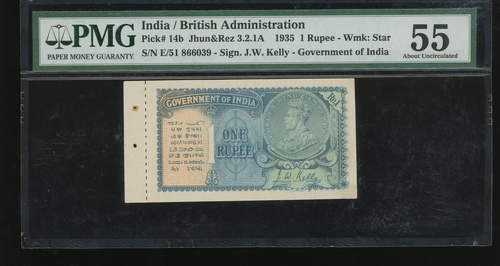 PMG
PAPER MONEY GUARANTY
India / British Administration
Pick# 14b Jhun&Rez 3.2.1A 1935 1 Rupee - Wmk: Star
S/N E/51 866039 - Sign. J.W. Kelly - Government of India
55
About Uncirculated
GOVERNMENT OF INDIA
ONE
RUPEE
J. W. Kelly